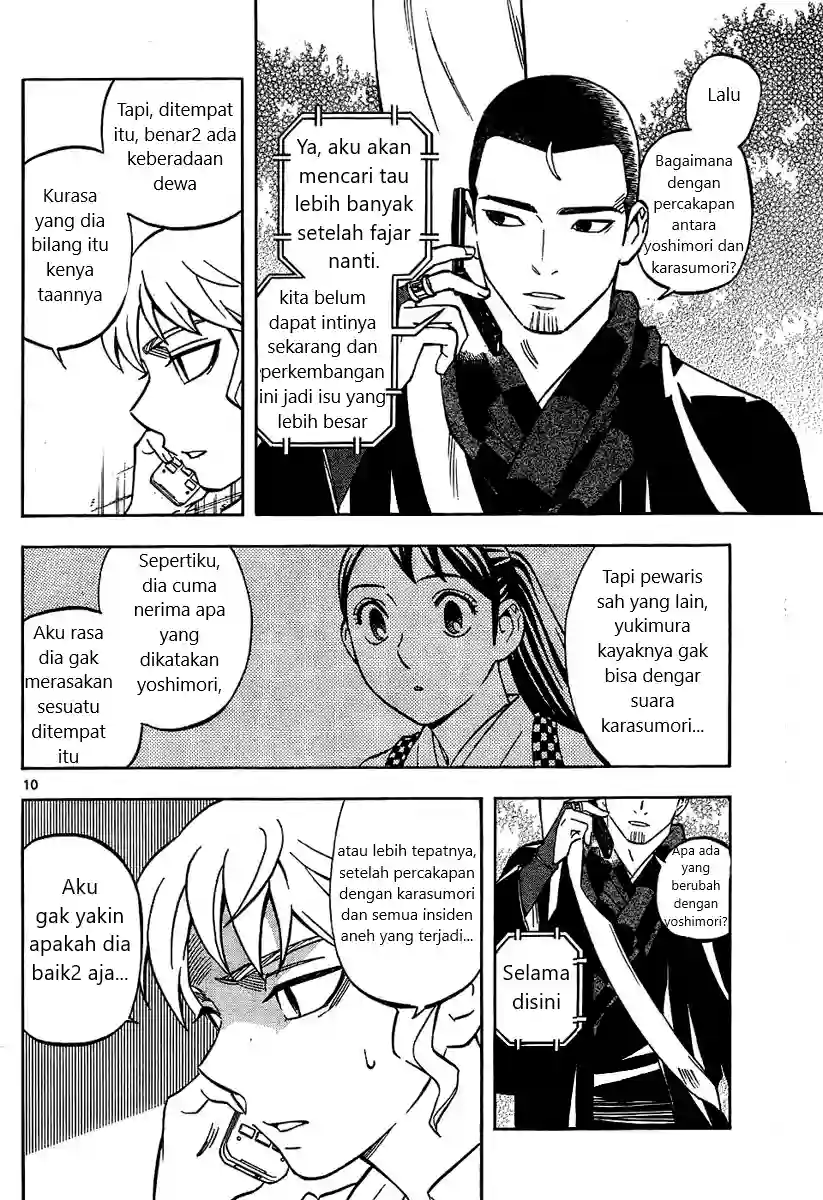 Lalu
Bagaimana
dengan
percakapan
antara
yoshimori dan
karasumori?
Ya, aku akan
mencari tau
lebih banyak
setelah fajar
nanti.
kita belum
dapat intinya
sekarang dan
perkembangan
ini jadi isu yang
lebih besar
Tapi, ditempat
itu, benar2 ada
keberadaan
dewa
Kurasa
yang dia
bilang itu
kenya
taannya
Tapi pewaris
sah yang lain,
yukimura
kayaknya gak
bisa dengar
suara
karasumori...
Sepertiku,
dia cuma
nerima apa
yang
dikatakan
yoshimori,
Aku rasa
dia gak
merasakan
sesuatu
ditempat
itu
10
Apa ada
yang
berubah
dengan
yoshimori?
Selama
disini
atau lebih tepatnya,
setelah percakapan
dengan karasumori
dan semua insiden
aneh yang terjadi...
Aku
gak yakin
apakah dia
baik2 aja...